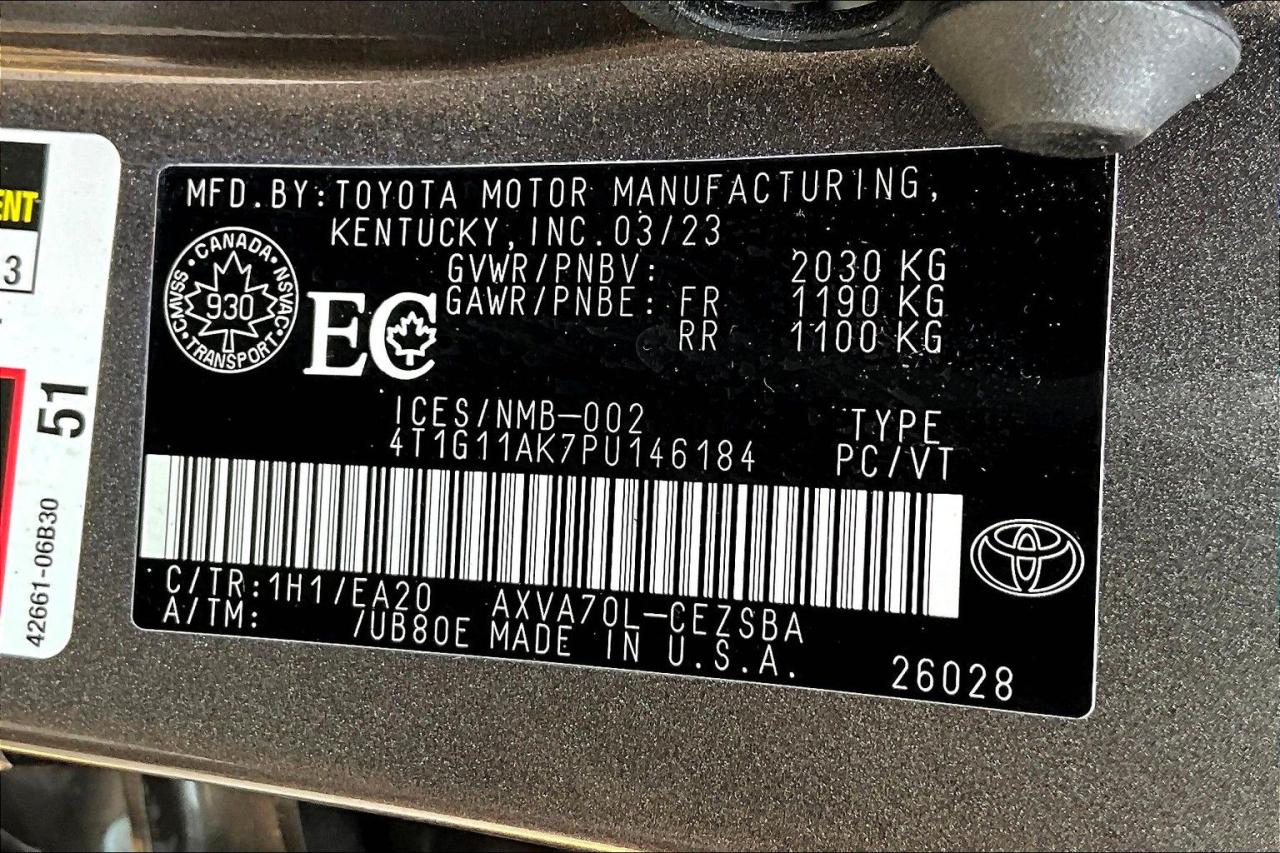 ENT
3
51
42661-06B30
MFD.BY:TOYOTA MOTOR MANUFACTURING,
KENTUCKY, INC. 03/23
GVWR/PNBV: 2030 KG
GAWR/PNBE: FR 1190 KG
RR 1100 KG
CANADA • NSVAC • TRANSPORT • CMVSS •
930
EC
ICES/NMB-002 TYPE
4T1G11AK7PU146184 PC/VT
C/TR:1H1/EA20 AXVA70L-CEZSBA
A/TM: /UB80E MADE IN U.S.A. 26028